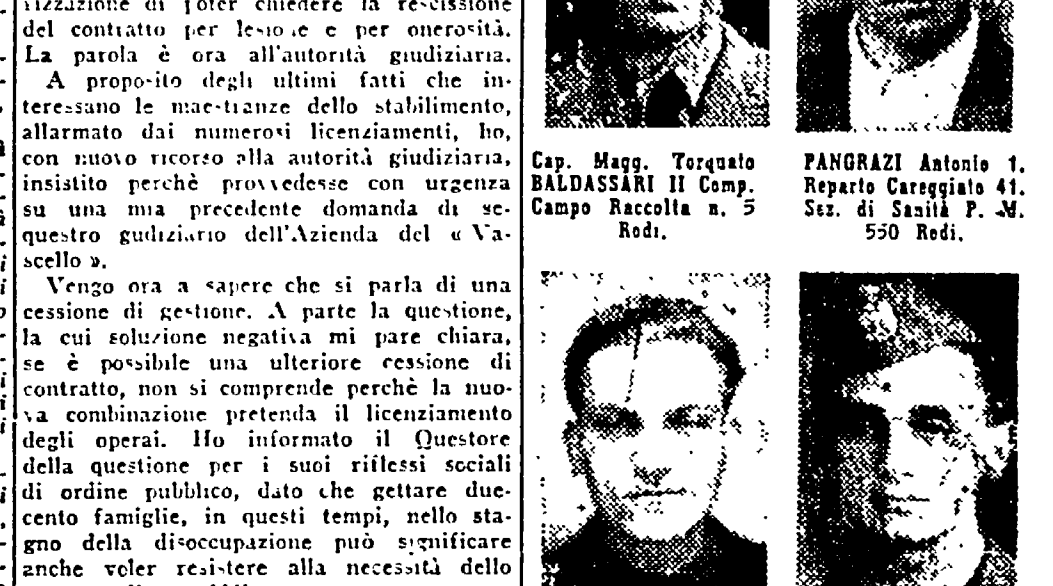 rizzazione di poter chiedere la rescissione
del contratto per lesione e per onerosità.
La parola è ora all'autorità giudiziaria.
A proposito degli ultimi fatti che in-
teressano le maestranze dello stabilimento,
allarmato dai numerosi licenziamenti, ho,
con nuovo ricorso alla autorità giudiziaria,
insistito perchè provvedesse con urgenza
su una mia precedente domanda di se-
questro gudiziario dell'Azienda del « Va-
scello ».
Vengo ora a sapere che si parla di una
cessione di gestione. A parte la questione,
la cui soluzione negativa mi pare chiara,
se è possibile una ulteriore cessione di
contratto, non si comprende perchè la nuo-
va combinazione pretenda il licenziamento
degli operai. Ho informato il Questore
della questione per i suoi riflessi sociali
di ordine pubblico, dato che gettare due-
cento famiglie, in questi tempi, nello sta-
gno della disoccupazione può significare
anche voler resistere alla necessità dello
Cap. Magg. Torquato
BALDASSARI II Comp.
Campo Raccolta n. 5
Rodi.
PANGRAZI Antonio 1.
Reparto Careggiato 41.
Sez. di Sanità P. M.
550 Rodi.